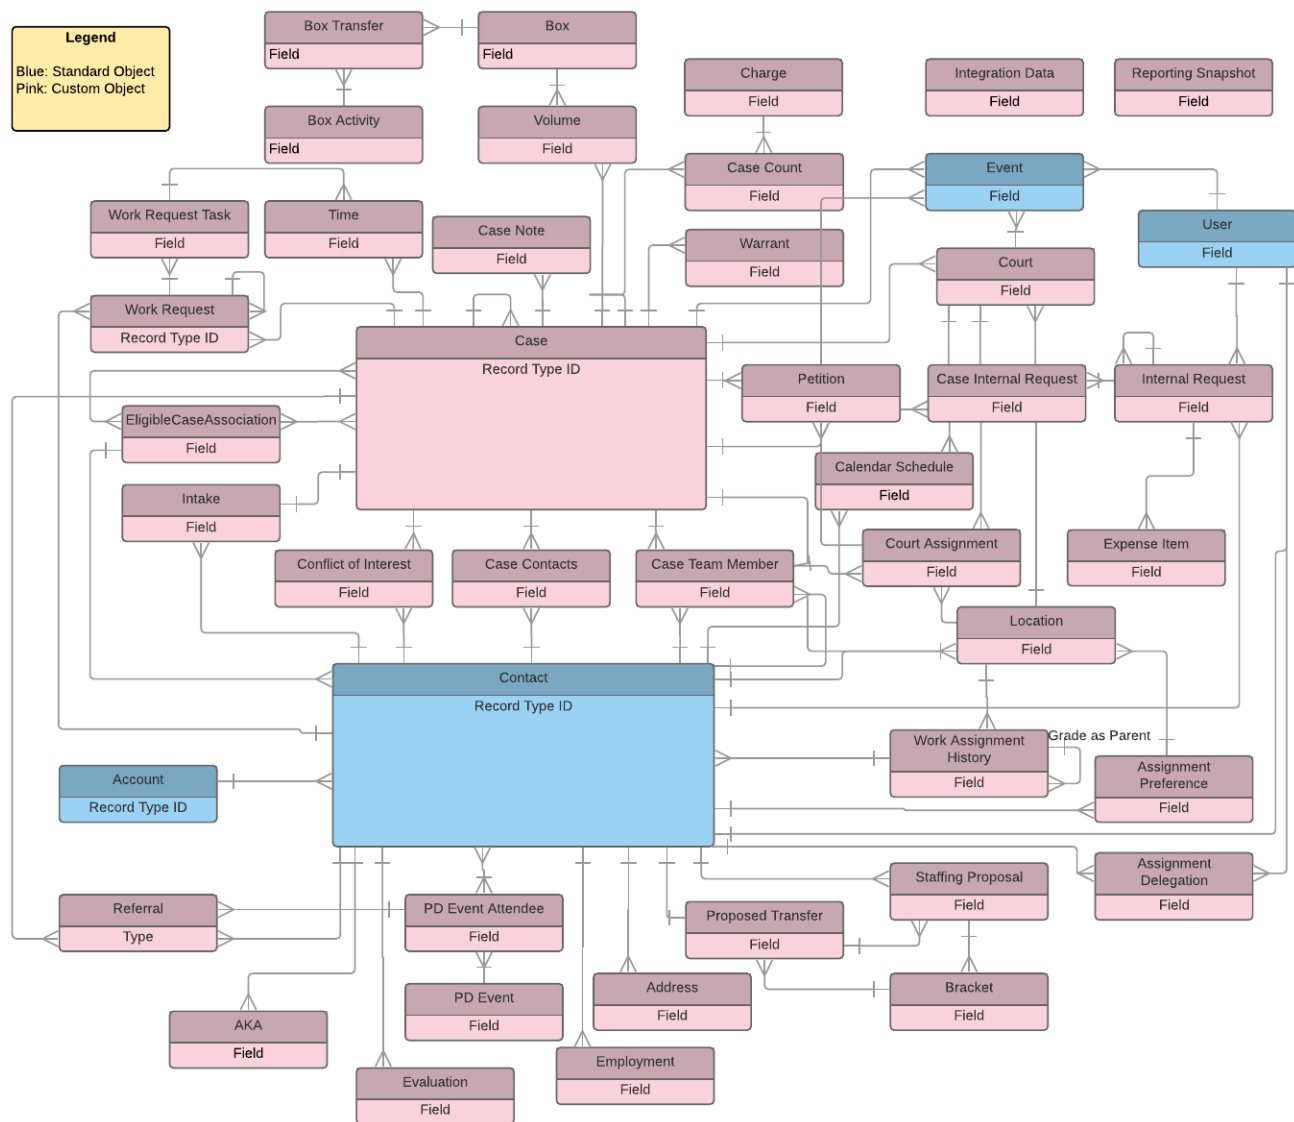 Legend
Blue: Standard Object
Pink: Custom Object
Box Transfer
Field
Box
Field
Box Activity
Field
Volume
Field
Charge
Field
Integration Data
Field
Reporting Snapshot
Field
Case Count
Field
Event
Field
User
Field
Work Request Task
Field
Time
Field
Case Note
Field
Warrant
Field
Court
Field
Work Request
Record Type ID
Case
Record Type ID
Petition
Field
Case Internal Request
Field
Internal Request
Field
EligibleCaseAssociation
Field
Calendar Schedule
Field
Intake
Field
Conflict of Interest
Field
Case Contacts
Field
Case Team Member
Field
Court Assignment
Field
Expense Item
Field
Location
Field
Contact
Record Type ID
Work Assignment
History
Field
Grade as Parent
Assignment
Preference
Field
Account
Record Type ID
Staffing Proposal
Field
Assignment
Delegation
Field
Referral
Type
PD Event Attendee
Field
Proposed Transfer
Field
PD Event
Field
Address
Field
Bracket
Field
AKA
Field
Employment
Field
Evaluation
Field